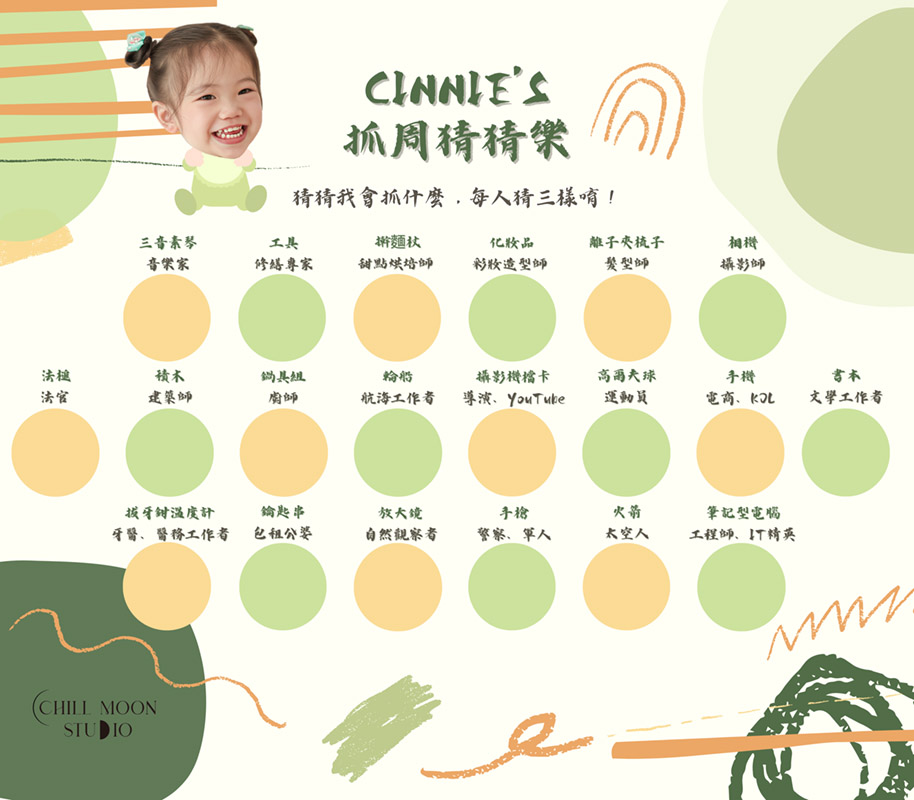 CINNIE'S
抓周猜猜樂
猜猜我會抓什麼，每人猜三樣唷！
三音素琴
音樂家
工具
修繕專家
擀麵杖
甜點烘培師
化妝品
彩妝造型師
離子夾梳子
髮型師
相機
攝影師
法槌
法官
積木
建築師
鍋具組
廚師
輪船
航海工作者
攝影機檔卡
導演、YouTube
高爾夫球
運動員
手機
電商、KOL
書本
文學工作者
拔牙鉗溫度計
牙醫、醫務工作者
鑰匙串
包租公婆
放大鏡
自然觀察者
手槍
警察、軍人
火箭
太空人
筆記型電腦
工程師、IT精英
CHILL MOON
STUDIO